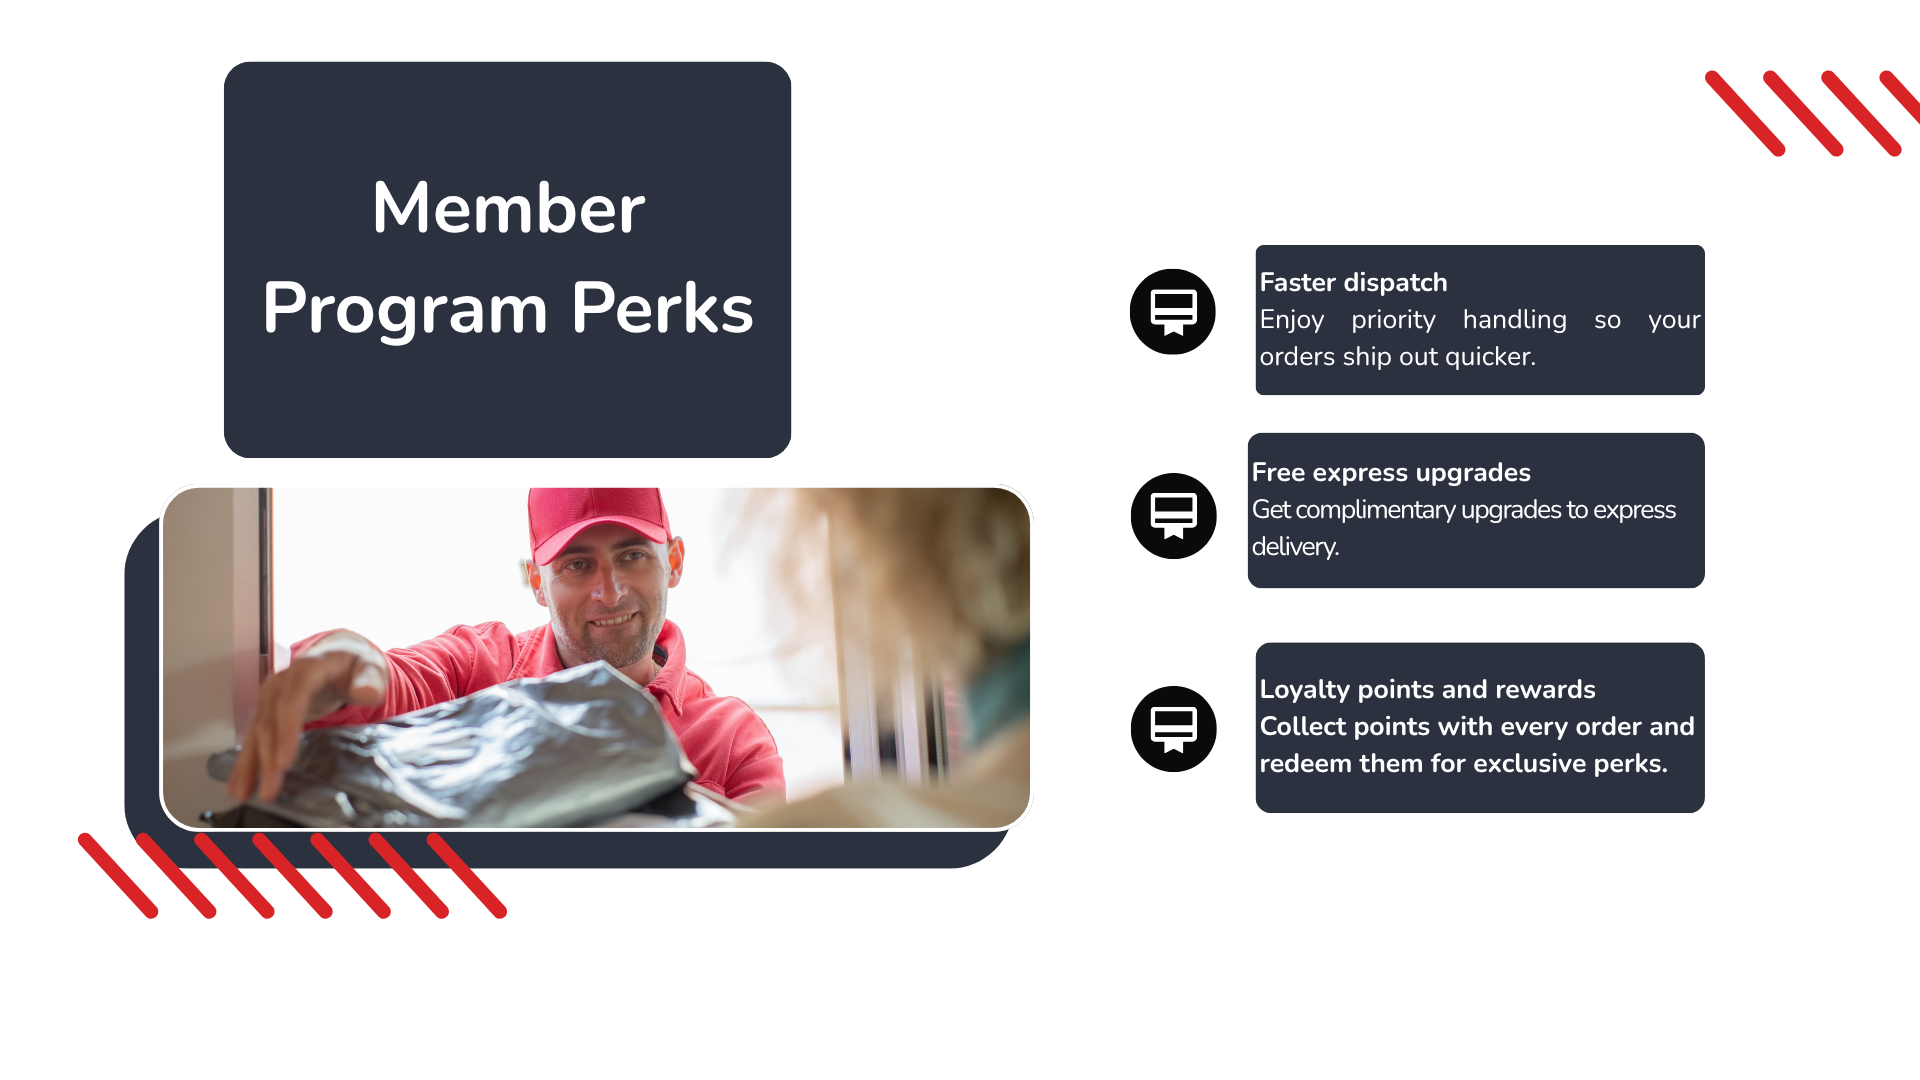 Member
Program Perks
Faster dispatch
Enjoy priority handling so your
orders ship out quicker.
Free express upgrades
Get complimentary upgrades to express
delivery.
Loyalty points and rewards
Collect points with every order and
redeem them for exclusive perks.